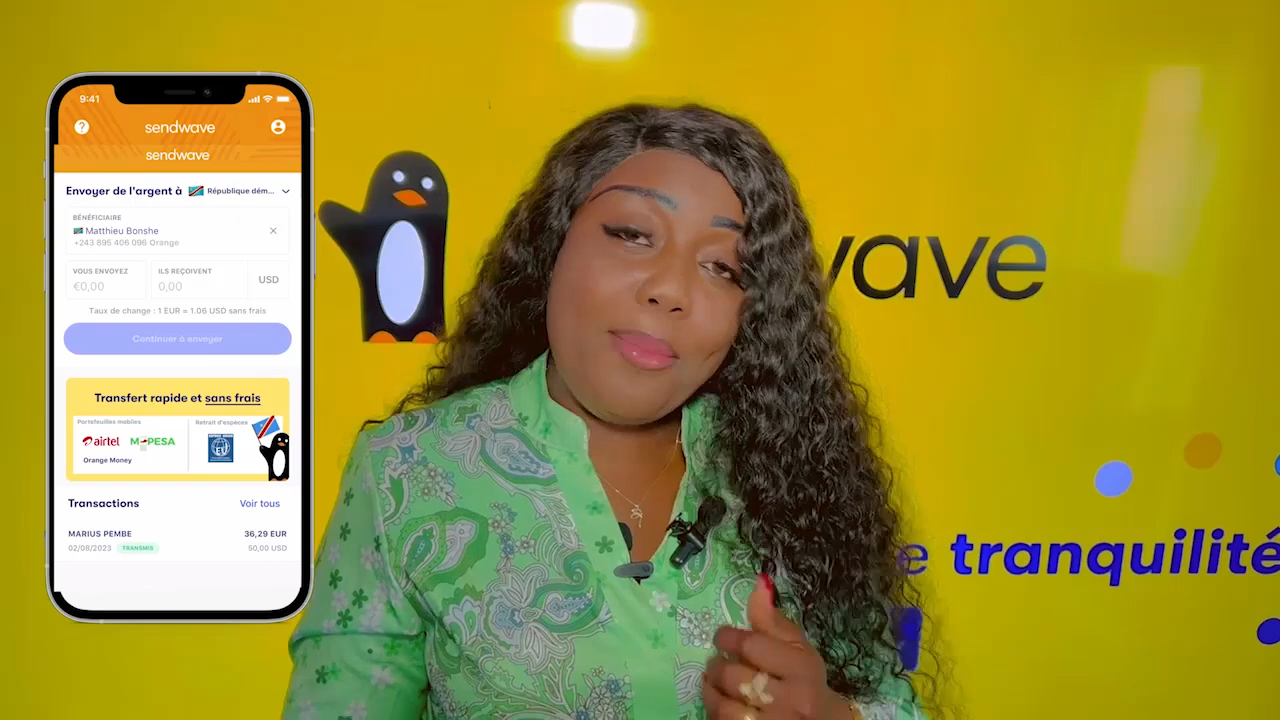 9:41
sendwave
sendwave
Envoyer de l'argent à République dém...
BÉNÉFICIAIRE
Matthieu Bonshe
+243 895 406 096 Orange
VOUS ENVOYEZ
€0,00
ILS REÇOIVENT
0,00
USD
Taux de change : 1 EUR = 1.06 USD sans frais
Continuer à envoyer
Transfert rapide et sans frais
Portefeuilles mobiles
airtel
M-PESA
Orange Money
Retrait d'espèces
Transactions
Voir tous
MARIUS PEMBE
36,29 EUR
02/08/2023
TRANSMIS
50,00 USD
wave
e tranquilité